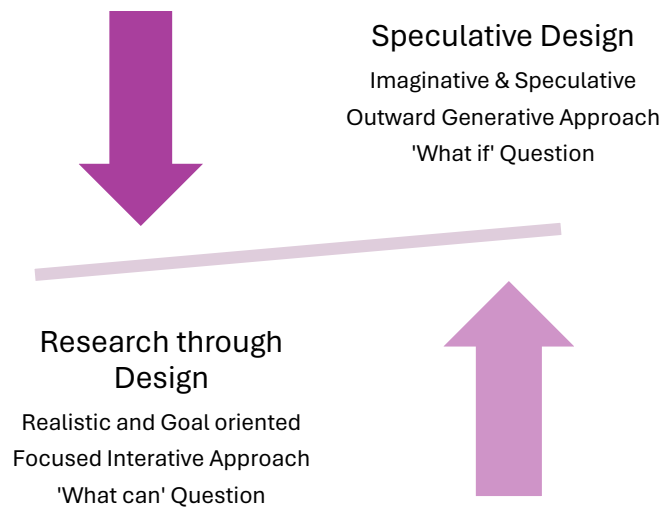 Speculative Design
Imaginative & Speculative
Outward Generative Approach
'What if' Question
Research through
Design
Realistic and Goal oriented
Focused Interative Approach
'What can' Question